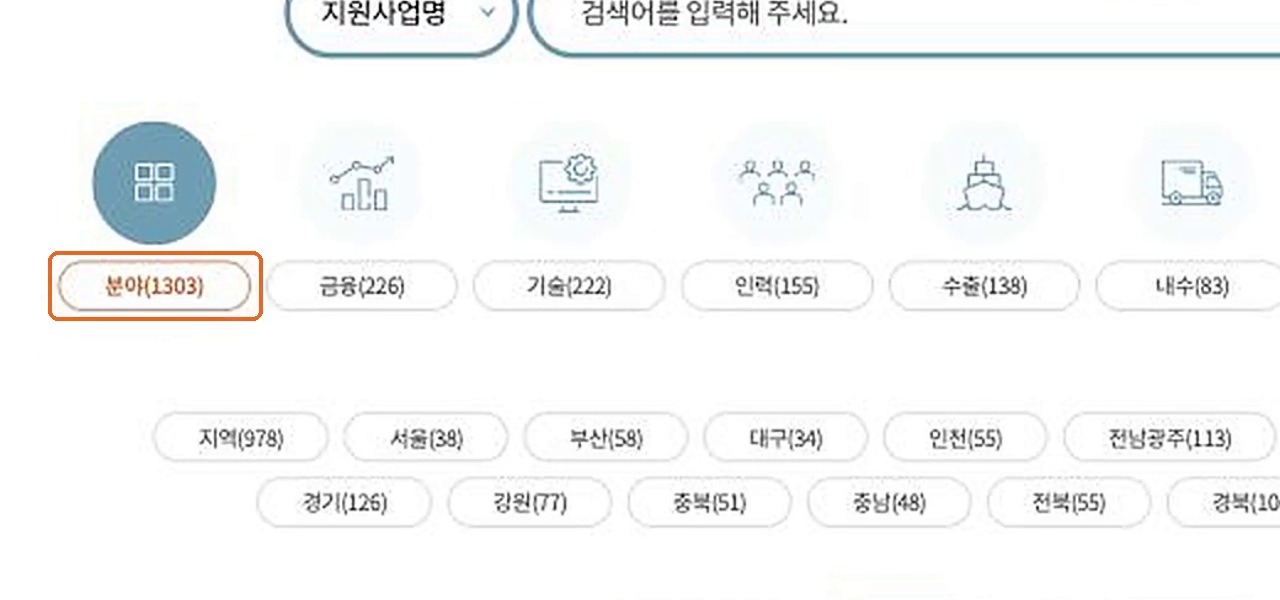 지원사업명 검색어를 입력해 주세요.
분야(1303) 금융(226) 기술(222) 인력(155) 수출(138) 내수(83)
지역(978) 서울(38) 부산(58) 대구(34) 인천(55) 전남광주(113)
경기(126) 강원(77) 충북(51) 충남(48) 전북(55) 경북(10